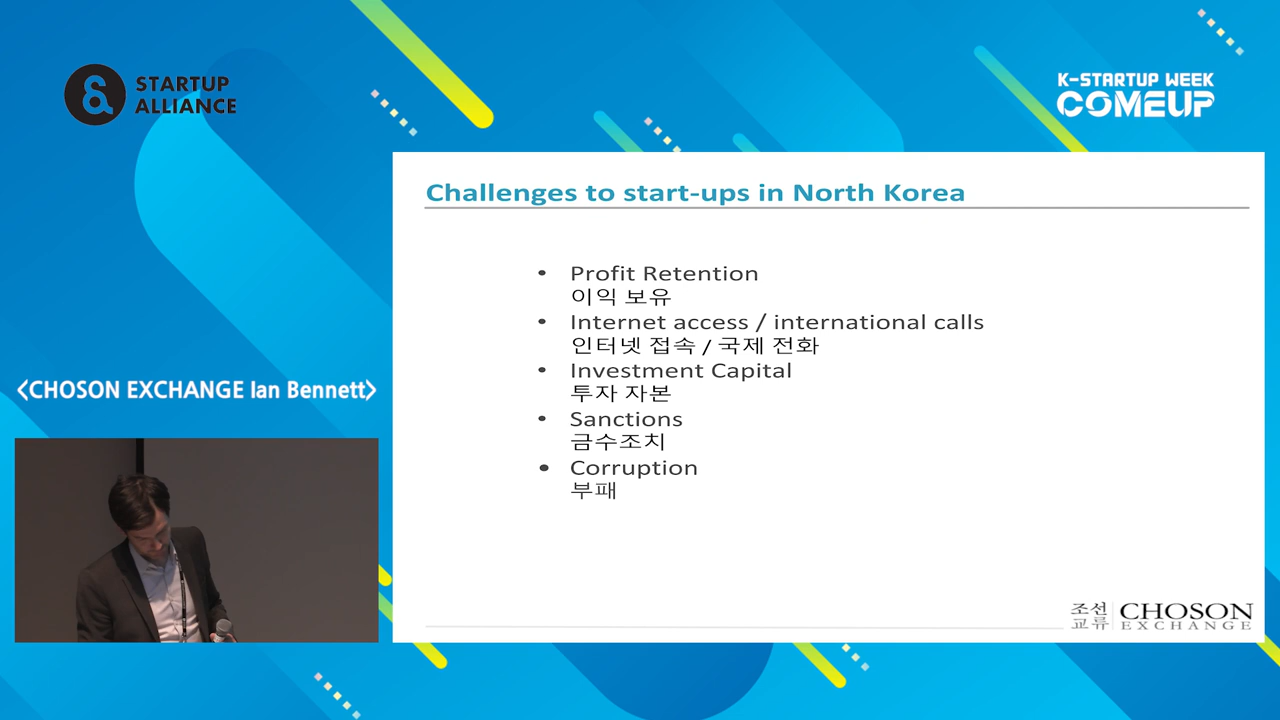 STARTUP
ALLIANCE
K-STARTUP WEEK
COMEUP
Challenges to start-ups in North Korea
• Profit Retention
이익 보유
• Internet access / international calls
인터넷 접속 / 국제 전화
• Investment Capital
투자 자본
• Sanctions
금수조치
• Corruption
부패
<CHOSON EXCHANGE Ian Bennett>
조선
교류
CHOSON
EXCHANGE